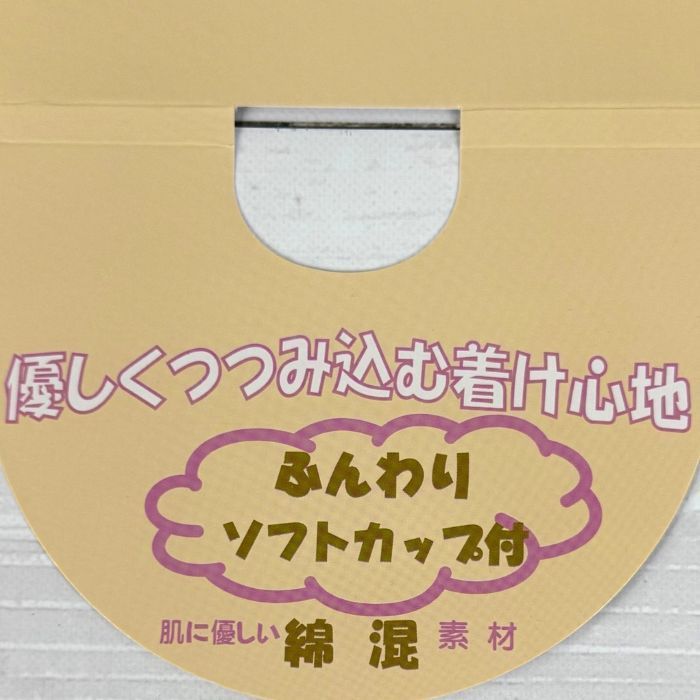 優しくつつみ込む着け心地
ふんわり
ソフトカップ付
肌に優しい綿混素材